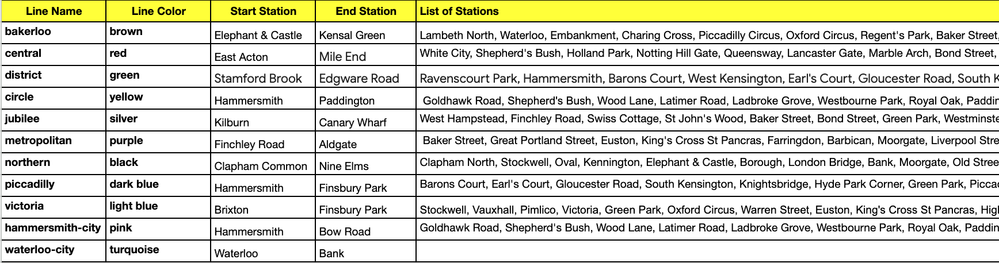 Line Name Line Color Start Station End Station List of Stations
bakerloo brown Elephant & Castle Kensal Green Lambeth North, Waterloo, Embankment, Charing Cross, Piccadilly Circus, Oxford Circus, Regent's Park, Baker Street,
central red East Acton Mile End White City, Shepherd's Bush, Holland Park, Notting Hill Gate, Queensway, Lancaster Gate, Marble Arch, Bond Street,
district green Stamford Brook Edgware Road Ravenscourt Park, Hammersmith, Barons Court, West Kensington, Earl's Court, Gloucester Road, South K
circle yellow Hammersmith Paddington Goldhawk Road, Shepherd's Bush, Wood Lane, Latimer Road, Ladbroke Grove, Westbourne Park, Royal Oak, Paddin
jubilee silver Kilburn Canary Wharf West Hampstead, Finchley Road, Swiss Cottage, St John's Wood, Baker Street, Bond Street, Green Park, Westminste
metropolitan purple Finchley Road Aldgate Baker Street, Great Portland Street, Euston, King's Cross St Pancras, Farringdon, Barbican, Moorgate, Liverpool Stre
northern black Clapham Common Nine Elms Clapham North, Stockwell, Oval, Kennington, Elephant & Castle, Borough, London Bridge, Bank, Moorgate, Old Stree
piccadilly dark blue Hammersmith Finsbury Park Barons Court, Earl's Court, Gloucester Road, South Kensington, Knightsbridge, Hyde Park Corner, Green Park, Piccad
victoria light blue Brixton Finsbury Park Stockwell, Vauxhall, Pimlico, Victoria, Green Park, Oxford Circus, Warren Street, Euston, King's Cross St Pancras, High
hammersmith-city pink Hammersmith Bow Road Goldhawk Road, Shepherd's Bush, Wood Lane, Latimer Road, Ladbroke Grove, Westbourne Park, Royal Oak, Paddin
waterloo-city turquoise Waterloo Bank